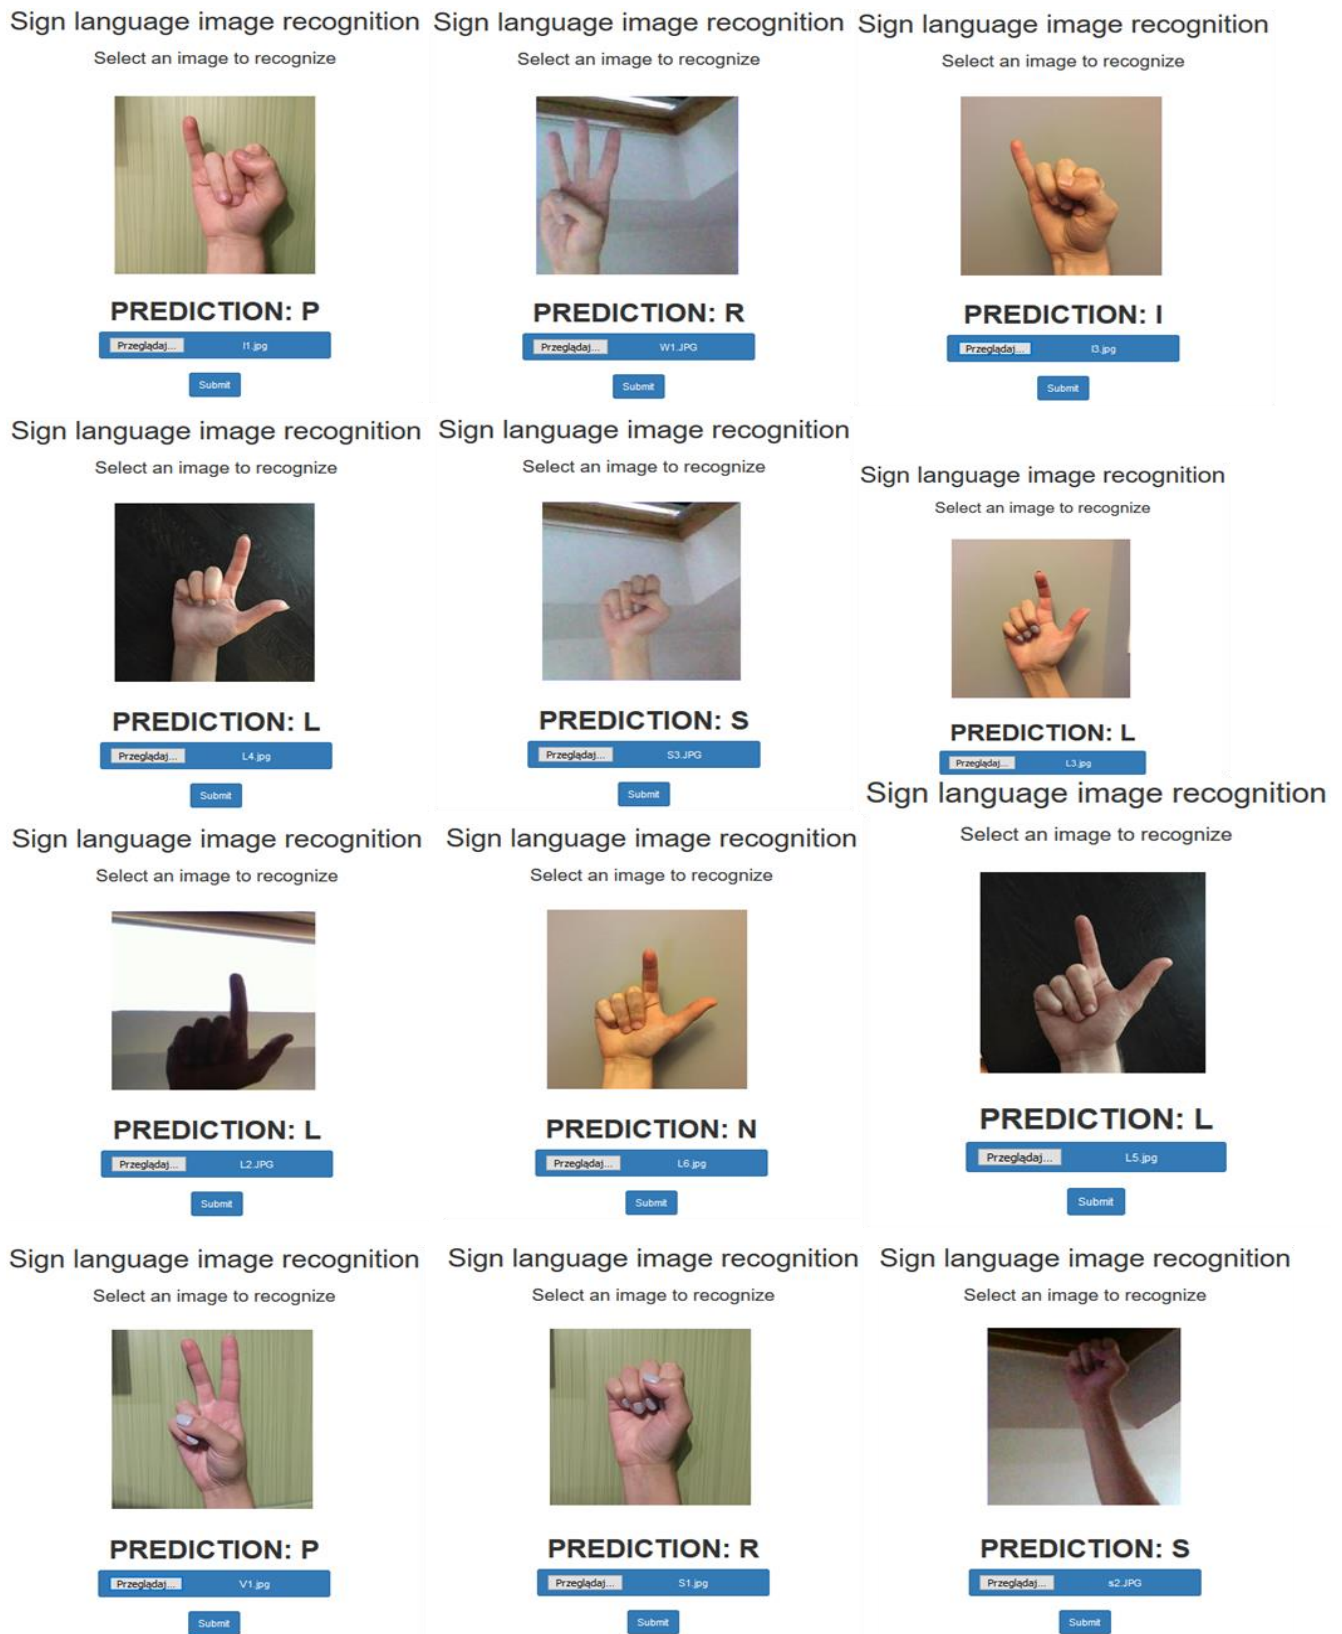 Sign language image recognition
Select an image to recognize
PREDICTION: P
Przeglądaj... I1.jpg
Submit
Sign language image recognition
Select an image to recognize
PREDICTION: R
Przeglądaj... W1.JPG
Submit
Sign language image recognition
Select an image to recognize
PREDICTION: I
Przeglądaj... I3.jpg
Submit
Sign language image recognition
Select an image to recognize
PREDICTION: L
Przeglądaj... L4.jpg
Submit
Sign language image recognition
Select an image to recognize
PREDICTION: S
Przeglądaj... S3.JPG
Submit
Sign language image recognition
Select an image to recognize
PREDICTION: L
Przeglądaj... L3.jpg
Sign language image recognition
Select an image to recognize
PREDICTION: L
Przeglądaj... L2.JPG
Submit
Sign language image recognition
Select an image to recognize
PREDICTION: N
Przeglądaj... L6.jpg
Submit
Sign language image recognition
Select an image to recognize
PREDICTION: L
Przeglądaj... L5.jpg
Submit
Sign language image recognition
Select an image to recognize
PREDICTION: P
Przeglądaj... V1.jpg
Submit
Sign language image recognition
Select an image to recognize
PREDICTION: R
Przeglądaj... S1.jpg
Submit
Sign language image recognition
Select an image to recognize
PREDICTION: S
Przeglądaj... s2.JPG
Submit